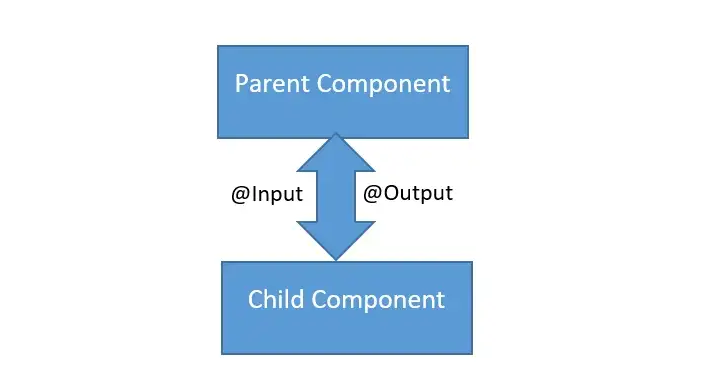 Parent Component
@Input
@Output
Child Component